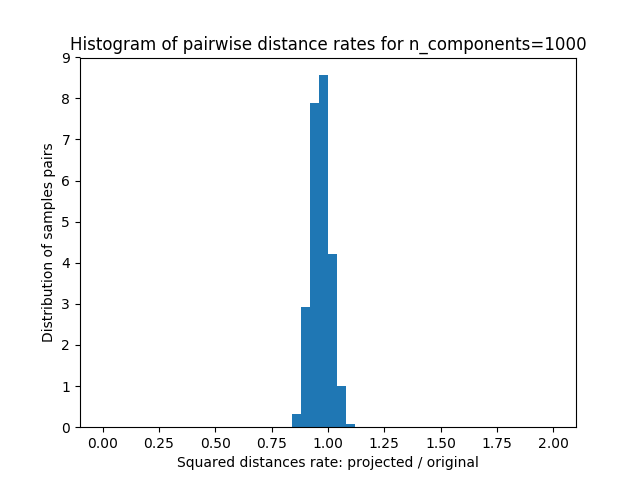 Histogram of pairwise distance rates for n_components=1000
9
8
7
6
5
4
3
2
1
0
Distribution of samples pairs
0.00 0.25 0.50 0.75 1.00 1.25 1.50 1.75 2.00
Squared distances rate: projected / original